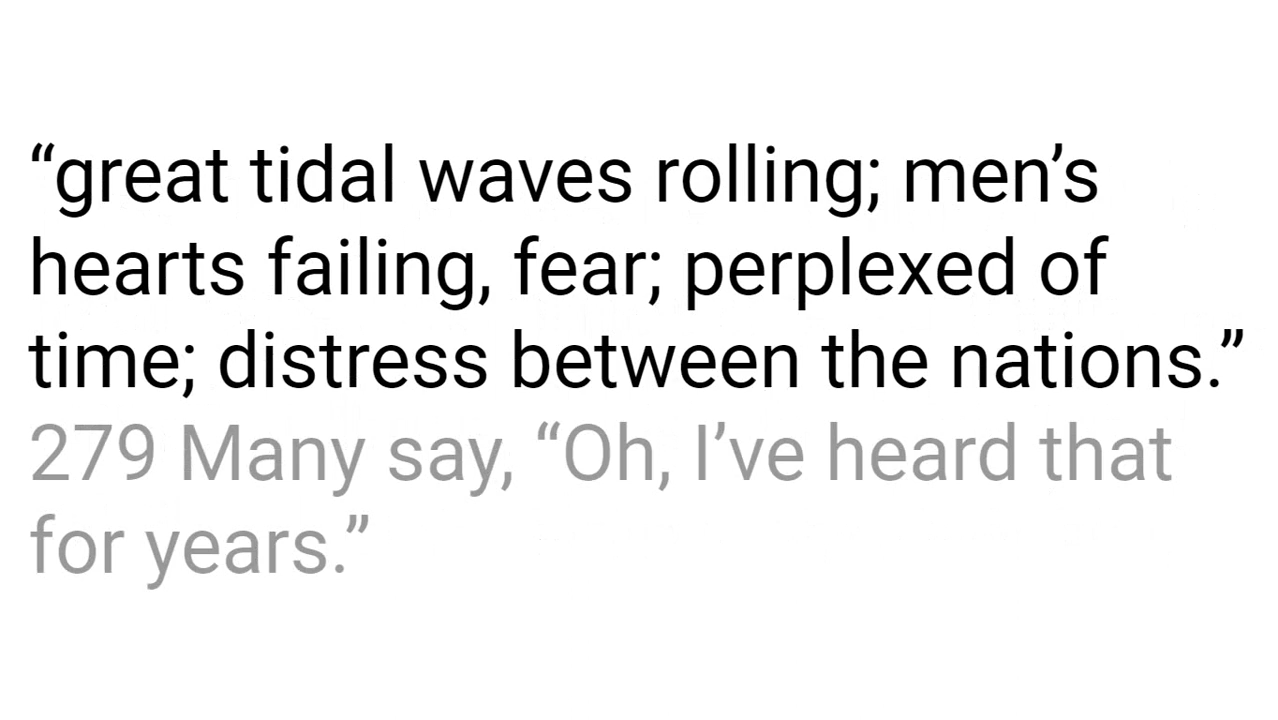 “great tidal waves rolling; men’s
hearts failing, fear; perplexed of
time; distress between the nations.”
279 Many say, “Oh, I’ve heard that
for years.”